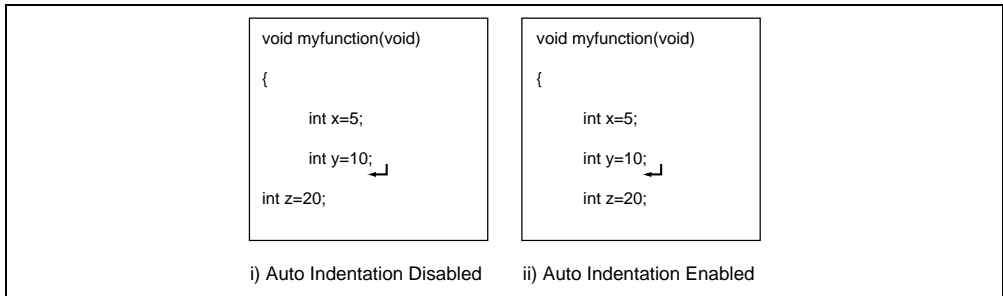 void myfunction(void)
{
int x=5;
int y=10;
int z=20;
i) Auto Indentation Disabled
void myfunction(void)
{
int x=5;
int y=10;
int z=20;
ii) Auto Indentation Enabled